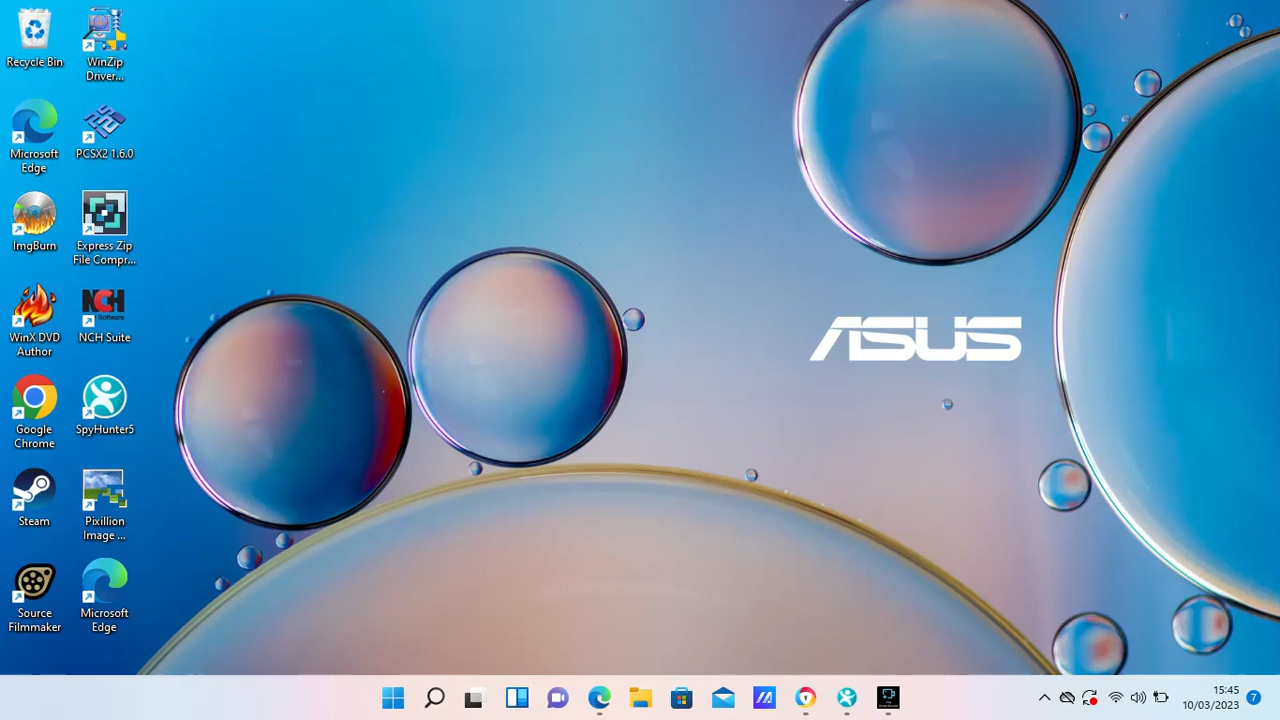 Recycle Bin
WinZip
Driver...
Microsoft
Edge
PCSX2 1.6.0
ImgBurn
Express Zip
File Compr...
WinX DVD
Author
NCH
Software
NCH Suite
Google
Chrome
SpyHunter5
Steam
Pixillion
Image ...
Source
Filmmaker
Microsoft
Edge
ASUS
15:45
10/03/2023
7